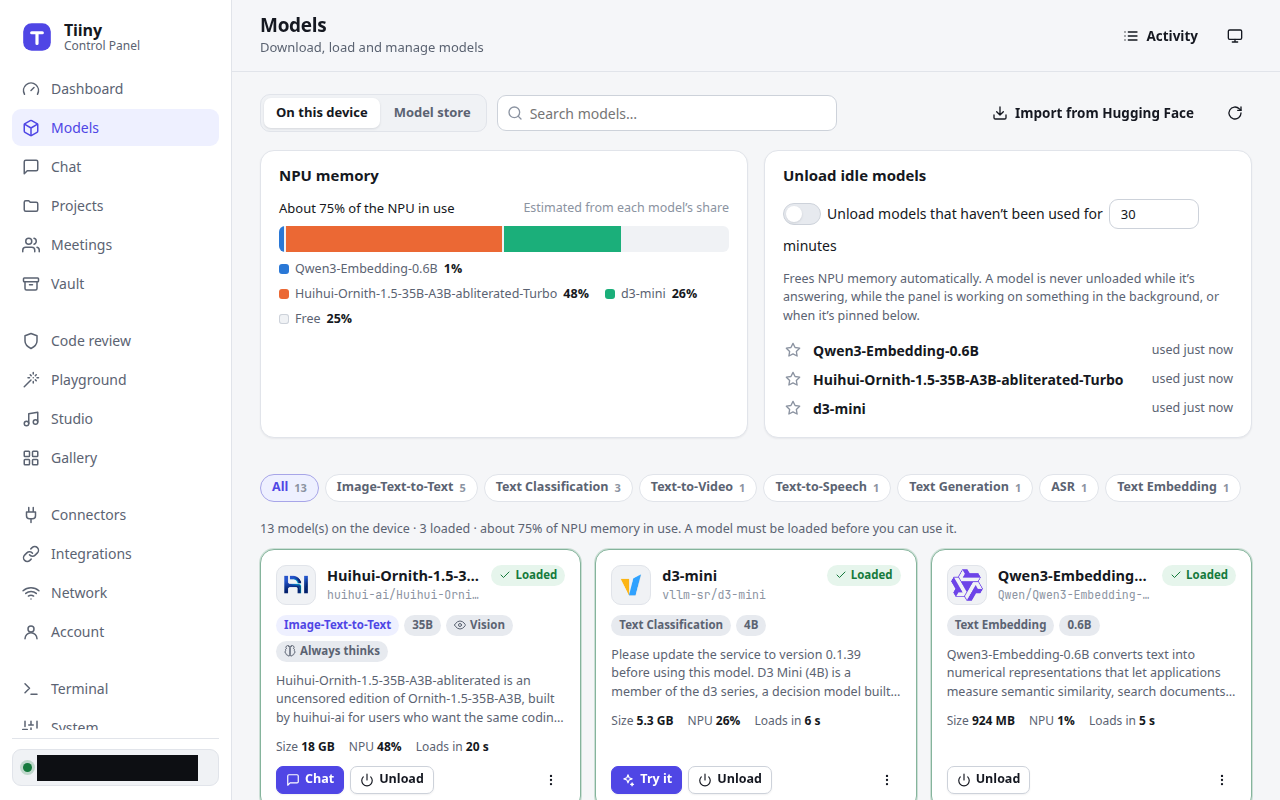 Tiiny
Control Panel
Dashboard
Models
Chat
Projects
Meetings
Vault
Code review
Playground
Studio
Gallery
Connectors
Integrations
Network
Account
Terminal
System
Models
Download, load and manage models
Activity
On this device
Model store
Search models...
Import from Hugging Face
NPU memory
About 75% of the NPU in use
Estimated from each model's share
Qwen3-Embedding-0.6B 1%
Huihui-Ornith-1.5-35B-A3B-abliterated-Turbo 48% d3-mini 26%
Free 25%
Unload idle models
Unload models that haven't been used for 30
minutes
Frees NPU memory automatically. A model is never unloaded while it's
answering, while the panel is working on something in the background, or
when it's pinned below.
Qwen3-Embedding-0.6B used just now
Huihui-Ornith-1.5-35B-A3B-abliterated-Turbo used just now
d3-mini used just now
All 13 Image-Text-to-Text 5 Text Classification 3 Text-to-Video 1 Text-to-Speech 1 Text Generation 1 ASR 1 Text Embedding 1
13 model(s) on the device · 3 loaded · about 75% of NPU memory in use. A model must be loaded before you can use it.
Huihui-Ornith-1.5-3... Loaded
huihui-ai/Huihui-Orni...
Image-Text-to-Text 35B Vision
Always thinks
Huihui-Ornith-1.5-35B-A3B-abliterated is an
uncensored edition of Ornith-1.5-35B-A3B, built
by huihui-ai for users who want the same codin...
Size 18 GB NPU 48% Loads in 20 s
Chat Unload
d3-mini Loaded
vllm-sr/d3-mini
Text Classification 4B
Please update the service to version 0.1.39
before using this model. D3 Mini (4B) is a
member of the d3 series, a decision model built...
Size 5.3 GB NPU 26% Loads in 6 s
Try it Unload
Qwen3-Embedding... Loaded
Qwen/Qwen3-Embedding-...
Text Embedding 0.6B
Qwen3-Embedding-0.6B converts text into
numerical representations that let applications
measure semantic similarity, search documents...
Size 924 MB NPU 1% Loads in 5 s
Unload